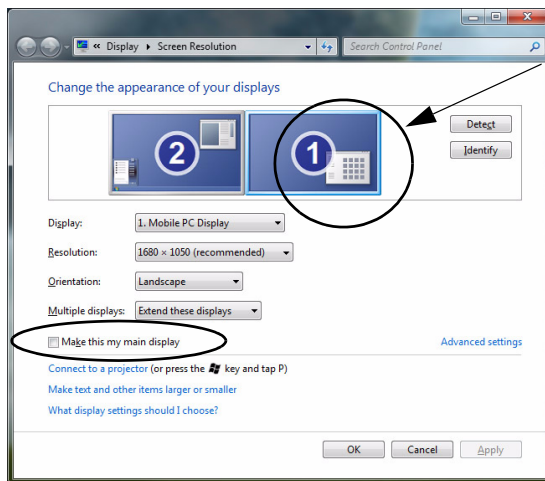 « Display ▸ Screen Resolution
Search Control Panel
Change the appearance of your displays
2
1
Detect
Identify
Display: 1. Mobile PC Display
Resolution: 1680 × 1050 (recommended)
Orientation: Landscape
Multiple displays: Extend these displays
Make this my main display
Advanced settings
Connect to a projector (or press the key and tap P)
Make text and other items larger or smaller
What display settings should I choose?
OK Cancel Apply